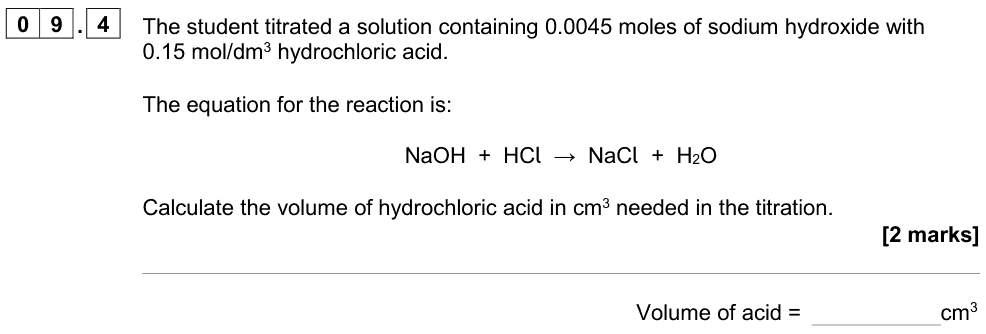 09.4 The student titrated a solution containing 0.0045 moles of sodium hydroxide with
0.15 mol/dm³ hydrochloric acid.
The equation for the reaction is:
NaOH + HCl → NaCl + H₂O
Calculate the volume of hydrochloric acid in cm³ needed in the titration.
[2 marks]
Volume of acid = cm³